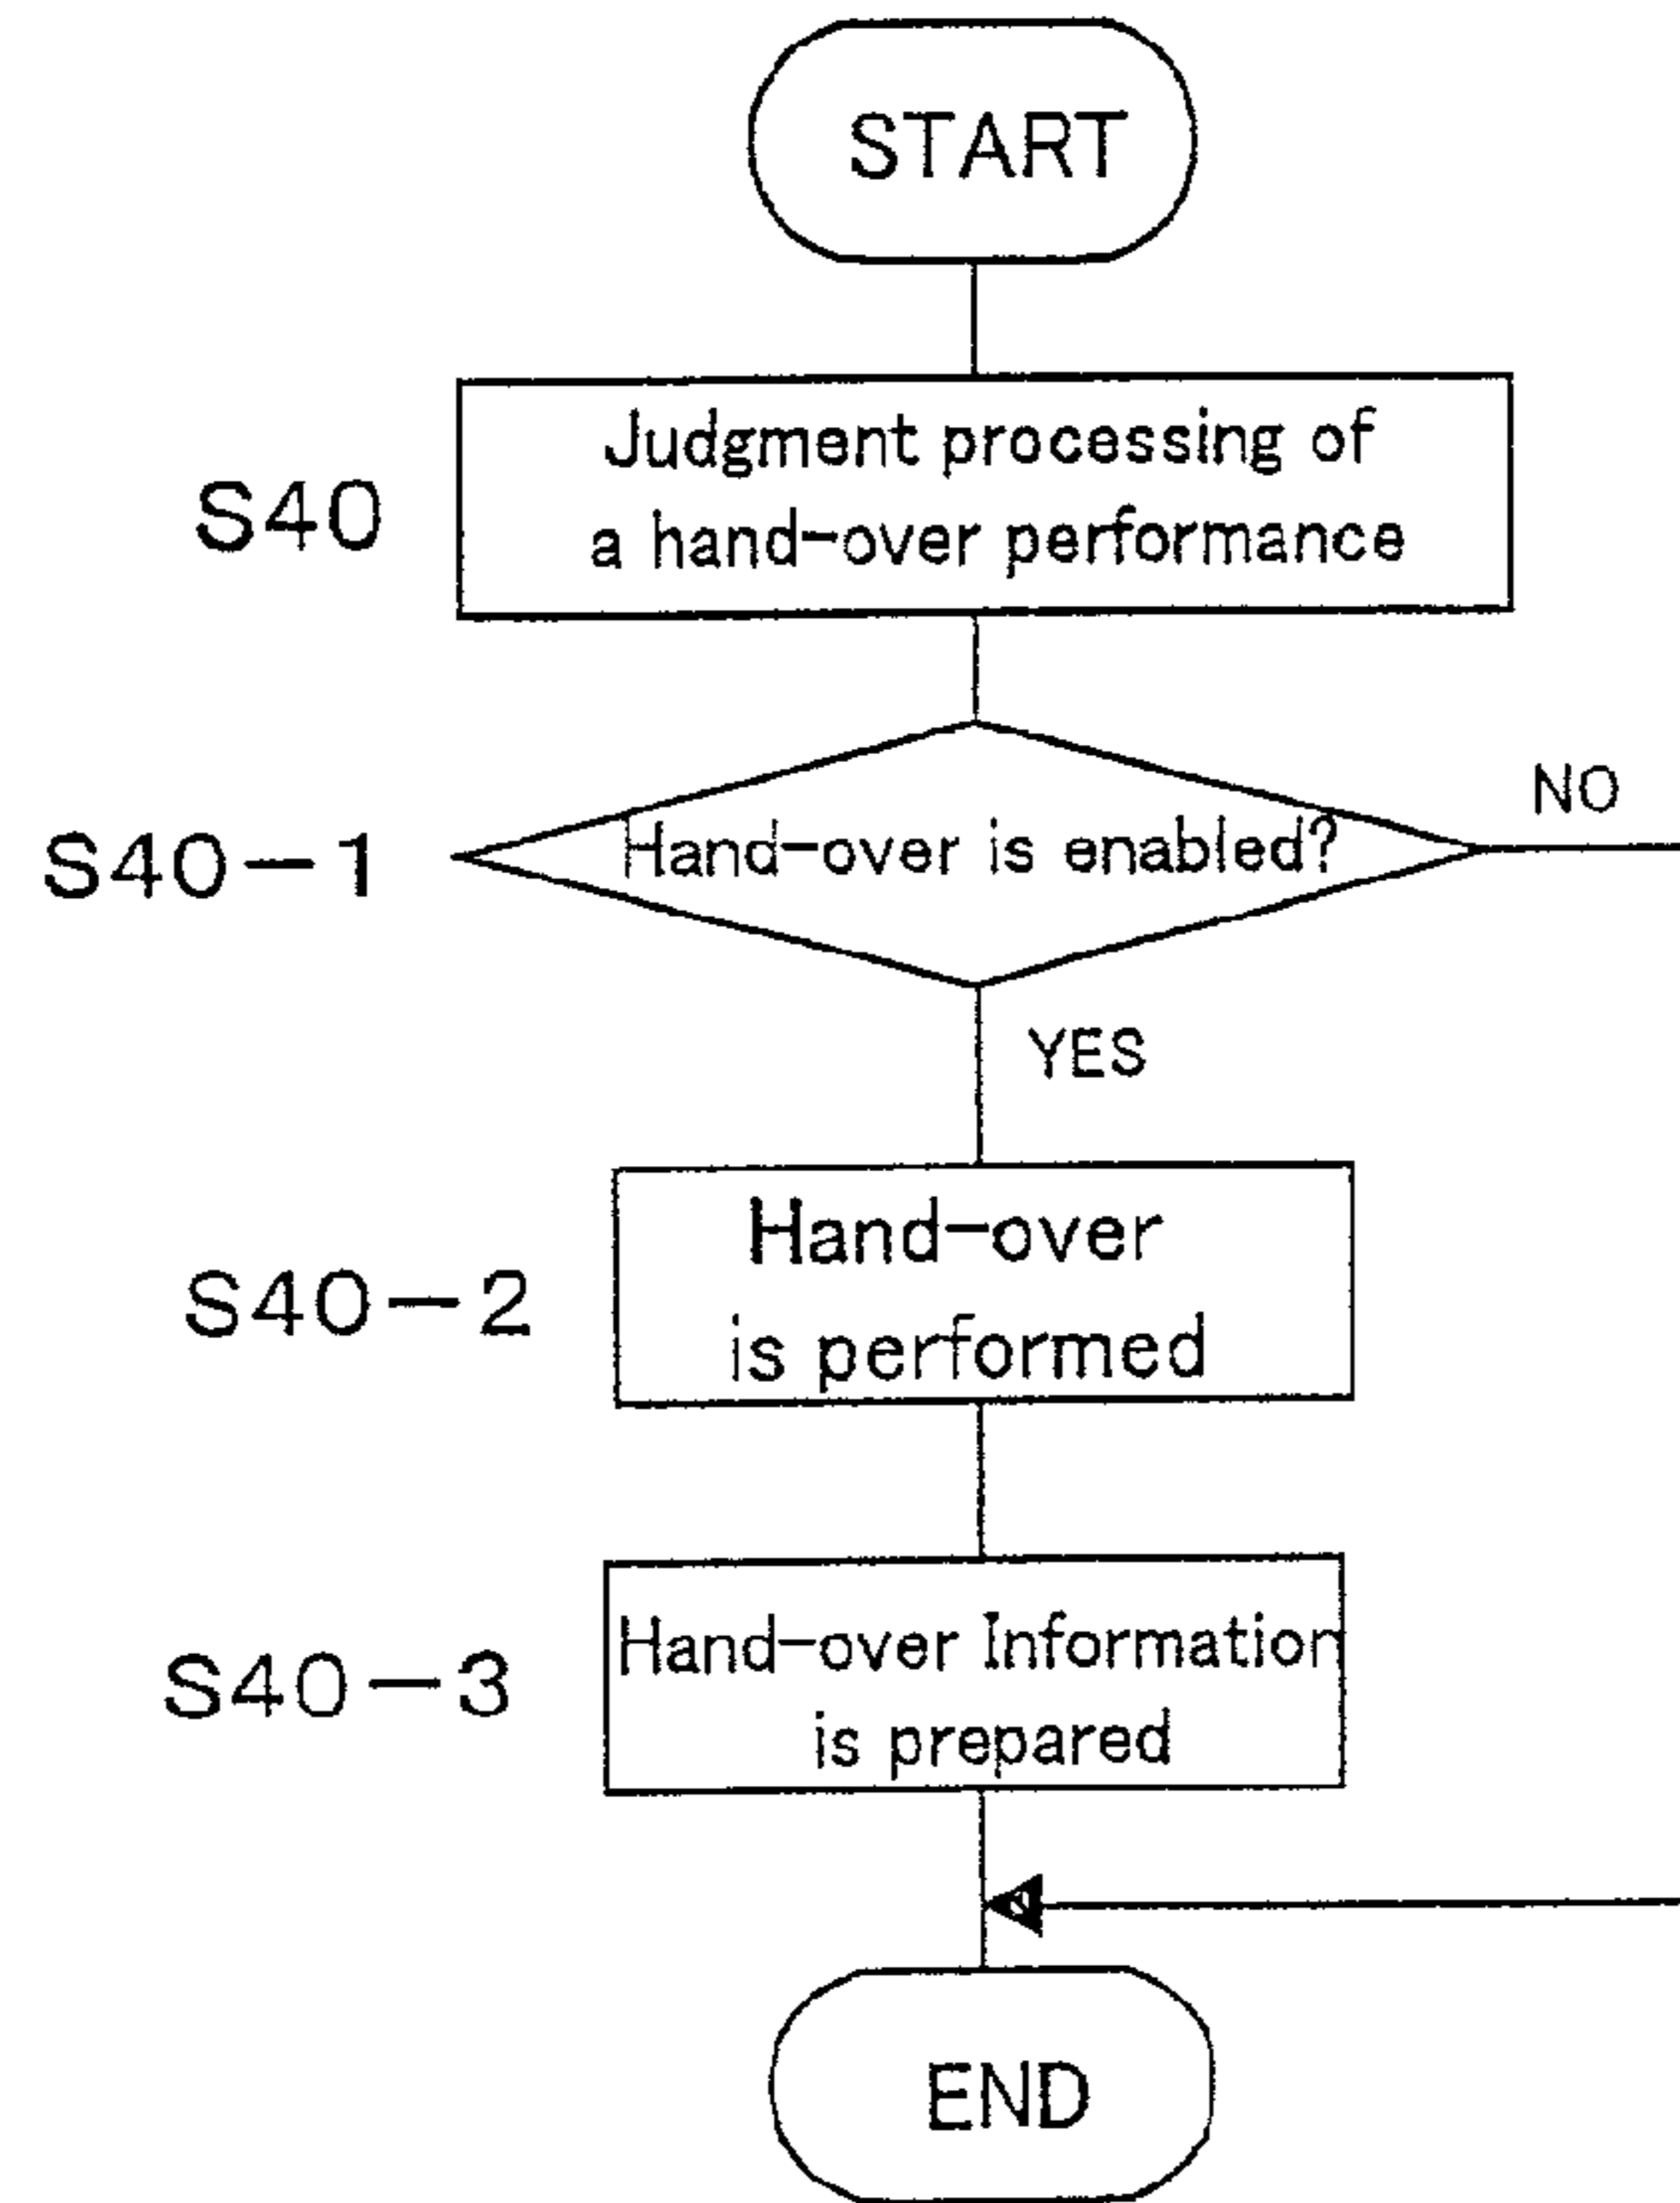 START
S40
Judgment processing of
a hand-over performance
S40-1
Hand-over is enabled?
NO
YES
S40-2
Hand-over
is performed
S40-3
Hand-over Information
is prepared
END